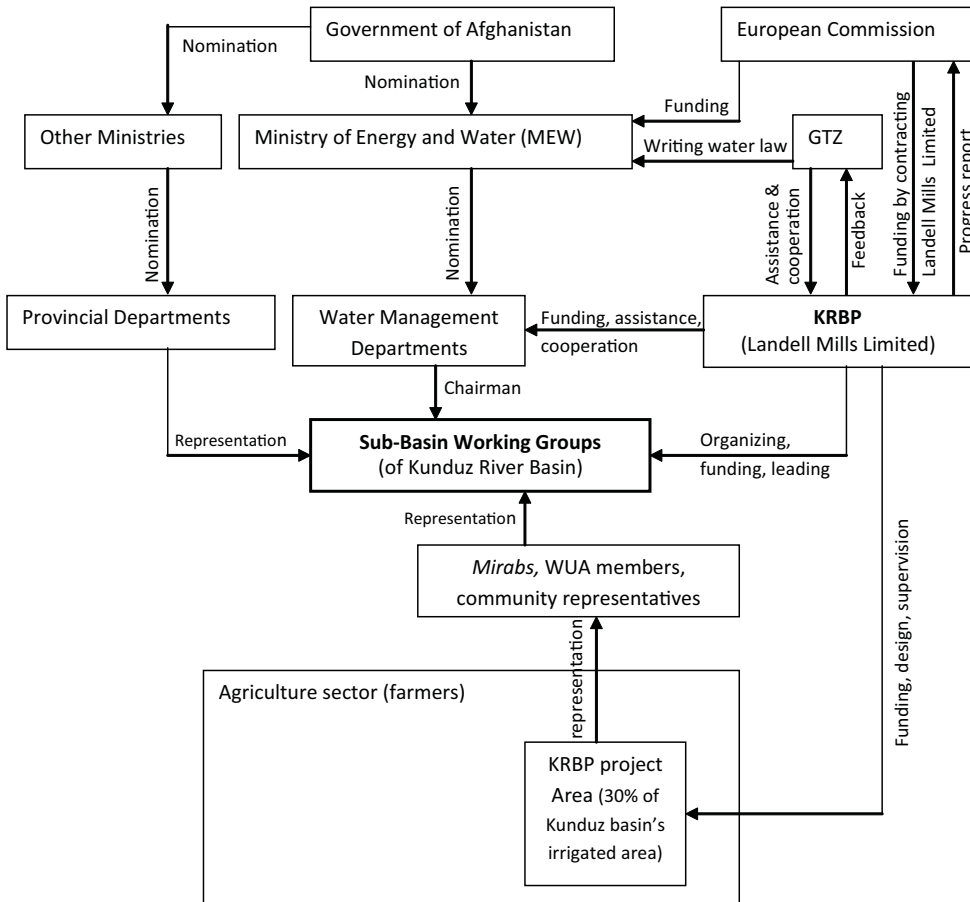 Government of Afghanistan
European Commission
Nomination
Nomination
Funding
Other Ministries
Ministry of Energy and Water (MEW)
GTZ
Writing water law
Nomination
Nomination
Assistance &
cooperation
Feedback
Funding by contracting
Landell Mills Limited
Progress report
Provincial Departments
Water Management
Departments
Funding, assistance,
cooperation
KRBP
(Landell Mills Limited)
Chairman
Representation
Sub-Basin Working Groups
(of Kunduz River Basin)
Organizing,
funding, leading
Representation
Mirabs, WUA members,
community representatives
Funding, design, supervision
representation
Agriculture sector (farmers)
KRBP project
Area (30% of
Kunduz basin's
irrigated area)